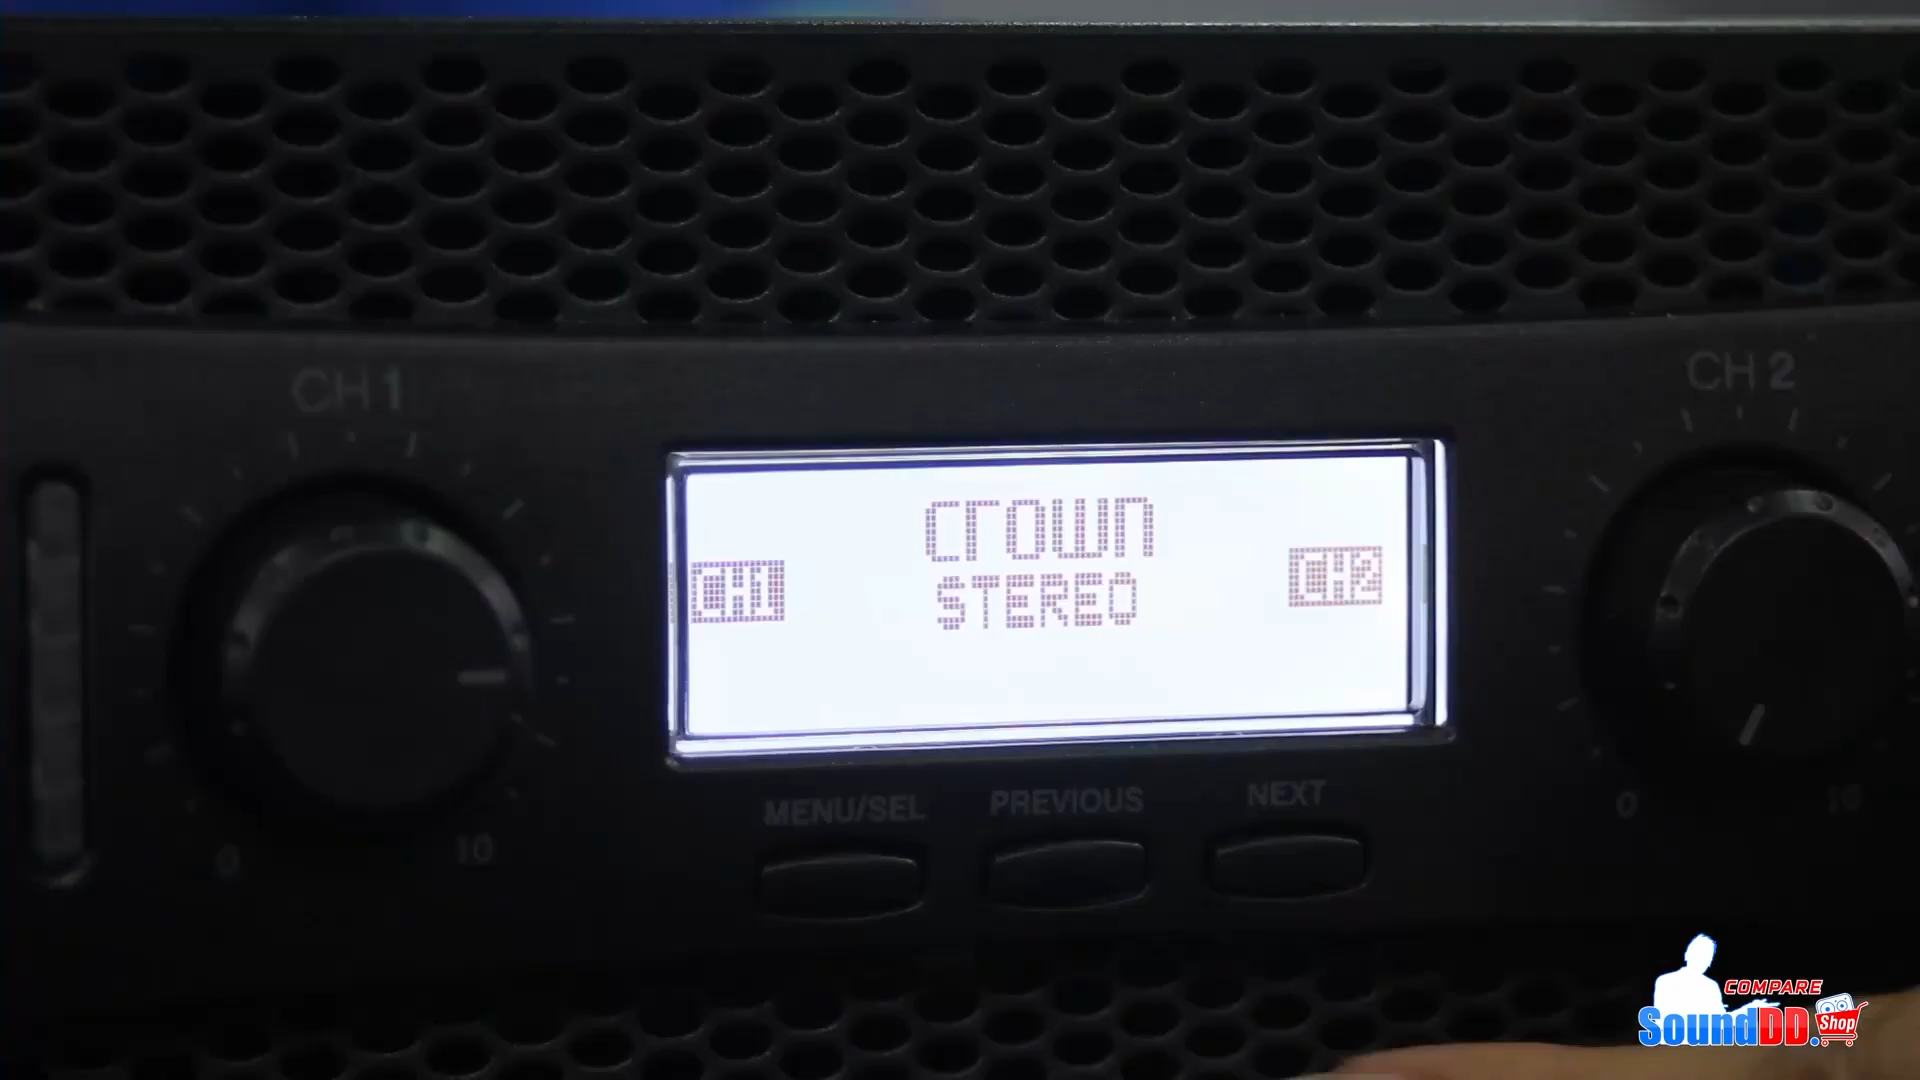 CH 1
CH 2
crown
STEREO
CH1
CH2
MENU/SEL
PREVIOUS
NEXT
0
10
0
10
COMPARE
SoundDD.Shop